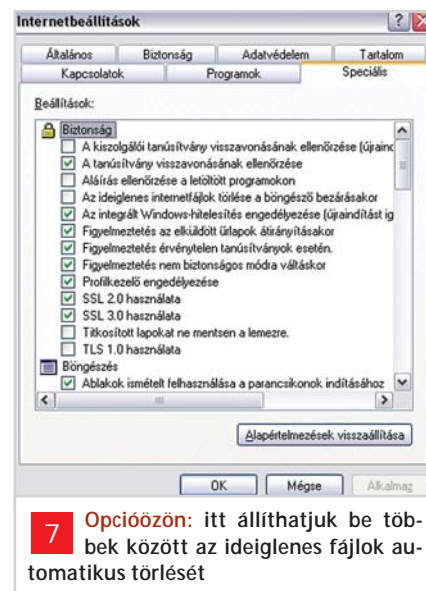 Internetbeállítások
Általános Biztonság Adatvédelem Tartalom
Kapcsolatok Programok Speciális
Beállítások:
Biztonság
A kiszolgálói tanúsítvány visszavonásának ellenőrzése (újrainc
A tanúsítvány visszavonásának ellenőrzése
Aláírás ellenőrzése a letöltött programokon
Az ideiglenes internetfájlok törlése a böngésző bezárásakor
Az integrált Windows-hitelesítés engedélyezése (újraindítást ig
Figyelmeztetés az elküldött űrlapok átirányításakor
Figyelmeztetés érvénytelen tanúsítványok esetén.
Figyelmeztetés nem biztonságos módra váltáskor
Profilkezelő engedélyezése
SSL 2.0 használata
SSL 3.0 használata
Titkosított lapokat ne mentsen a lemezre.
TLS 1.0 használata
Böngészés
Ablakok ismételt felhasználása a parancsikonok indításához
Alapértelmezések visszaállítása
OK Mégse Alkalmaz
7 Opcióözön: itt állíthatjuk be töb-
bek között az ideiglenes fájlok au-
tomatikus törlését